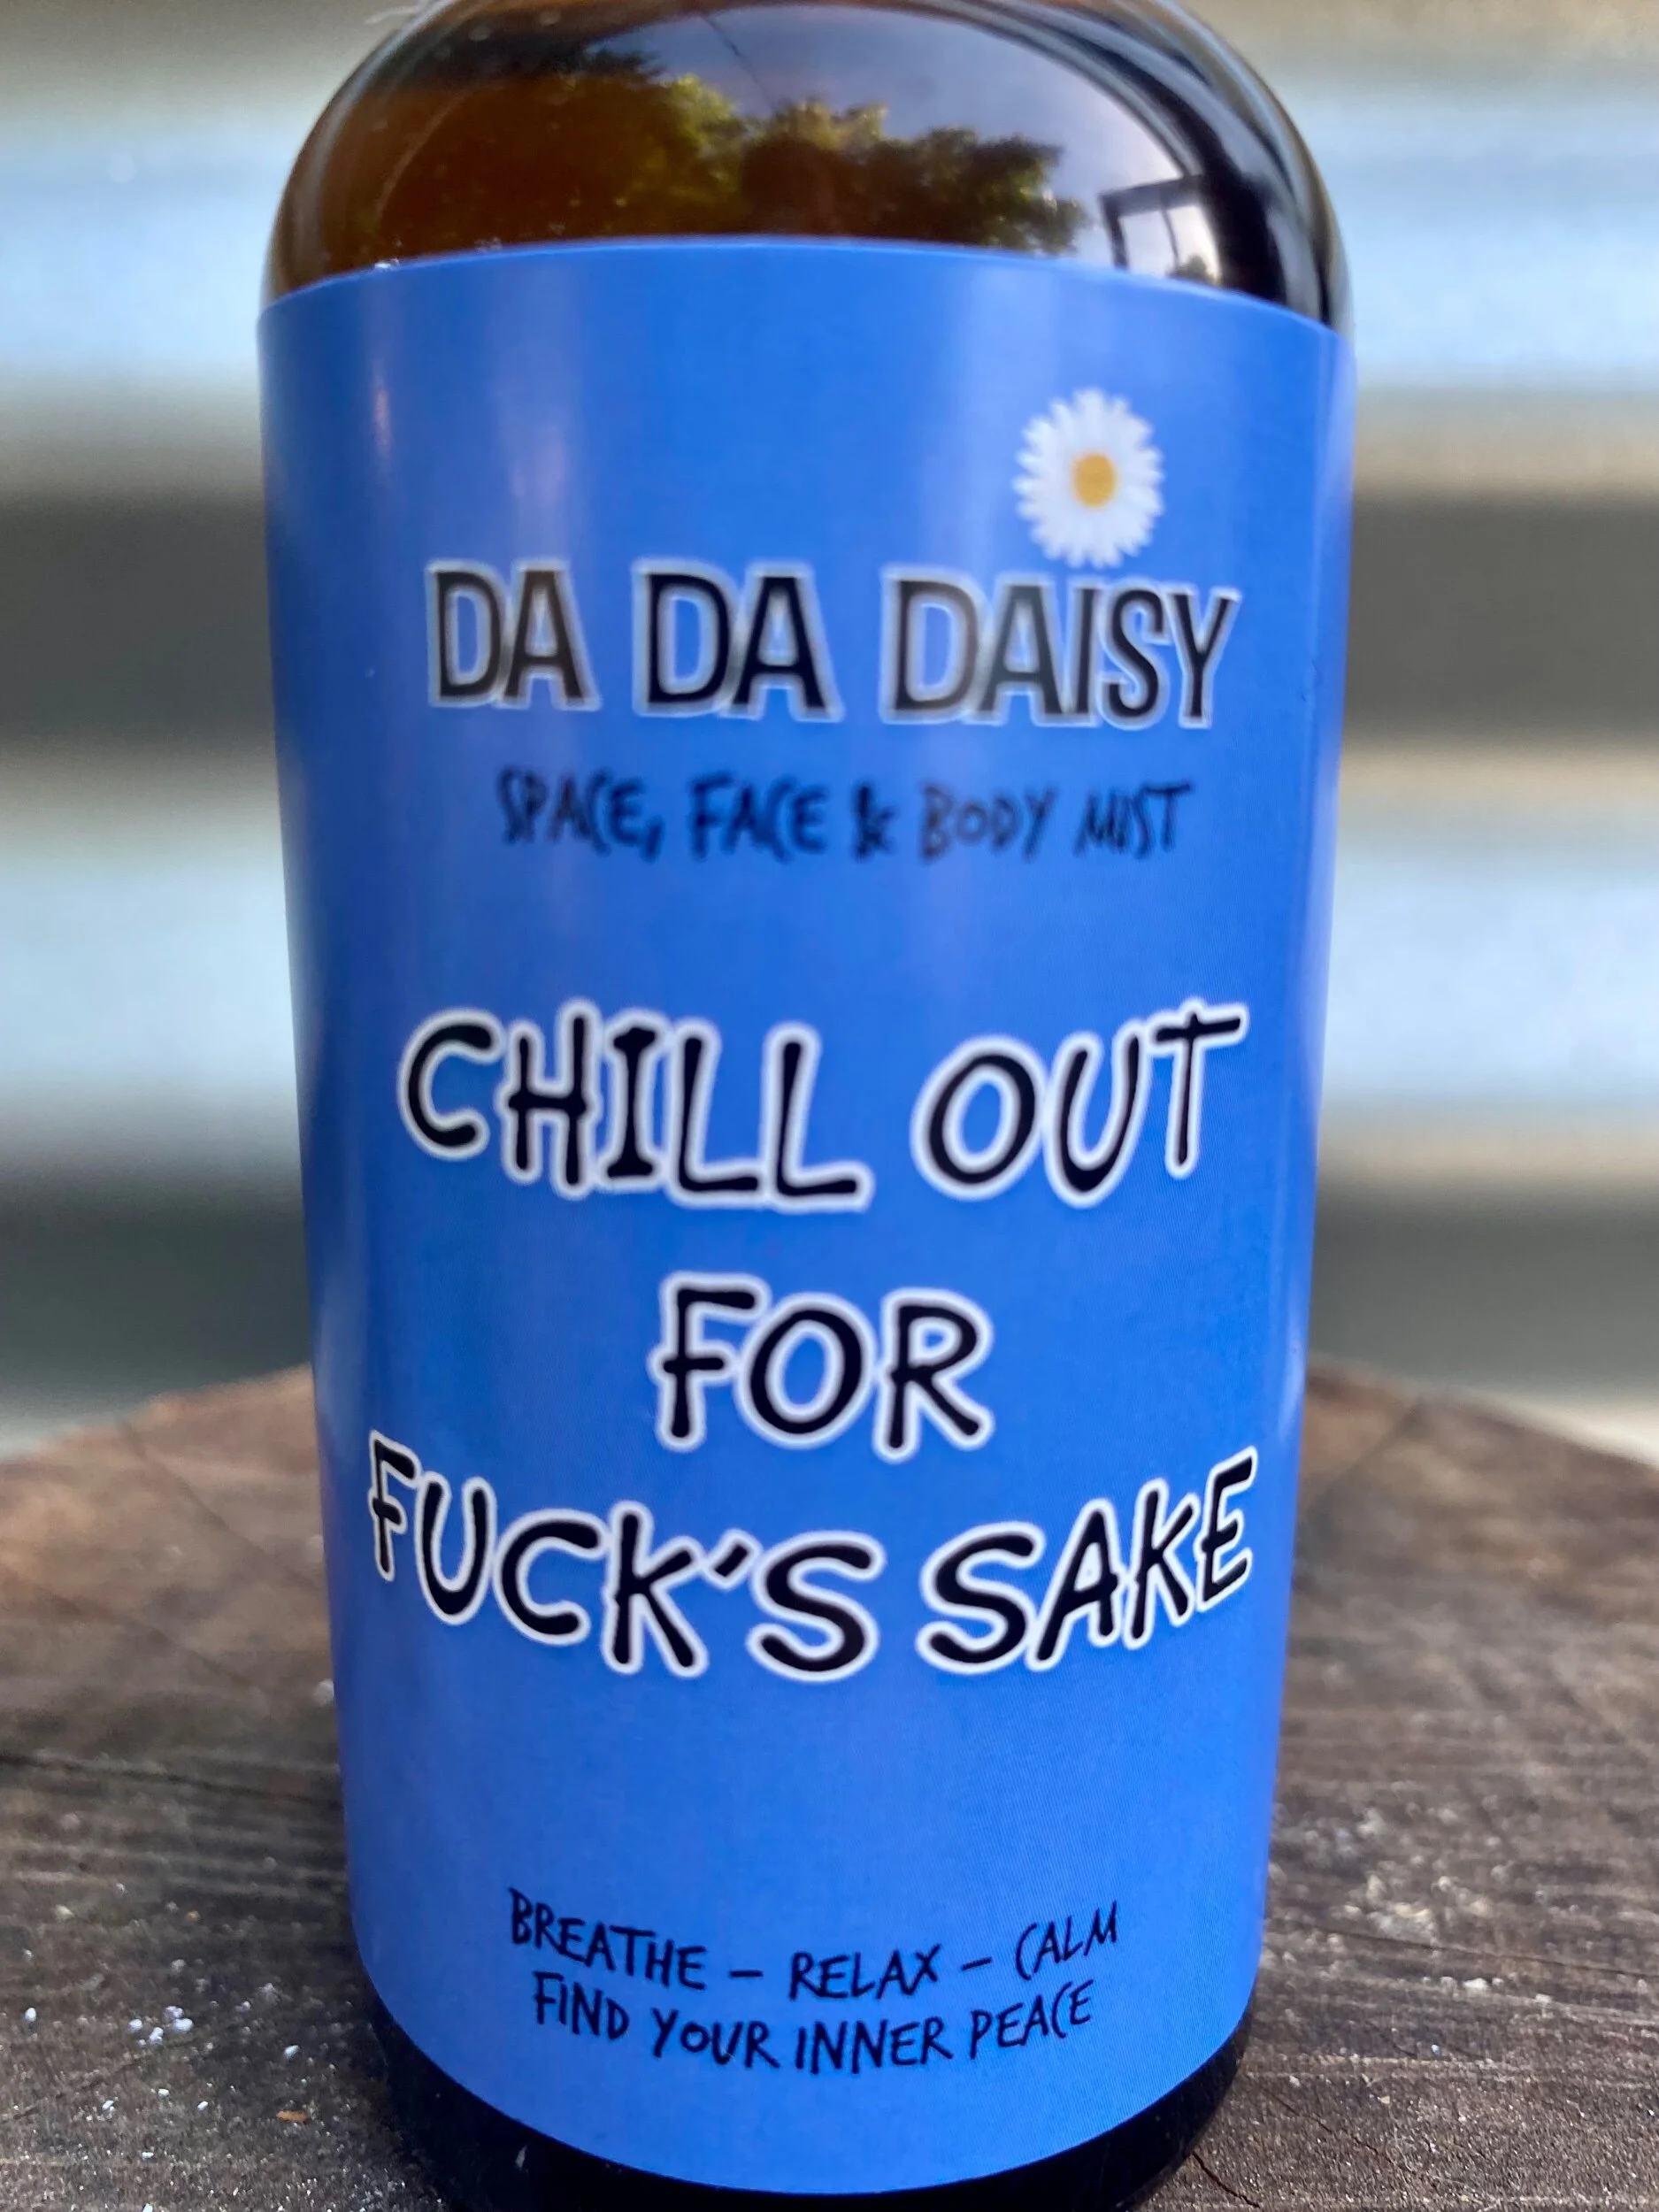 DA DA DAISY
SPACE, FACE & BODY MIST
CHILL OUT
FOR
FUCK'S SAKE
BREATHE – RELAX – CALM
FIND YOUR INNER PEACE